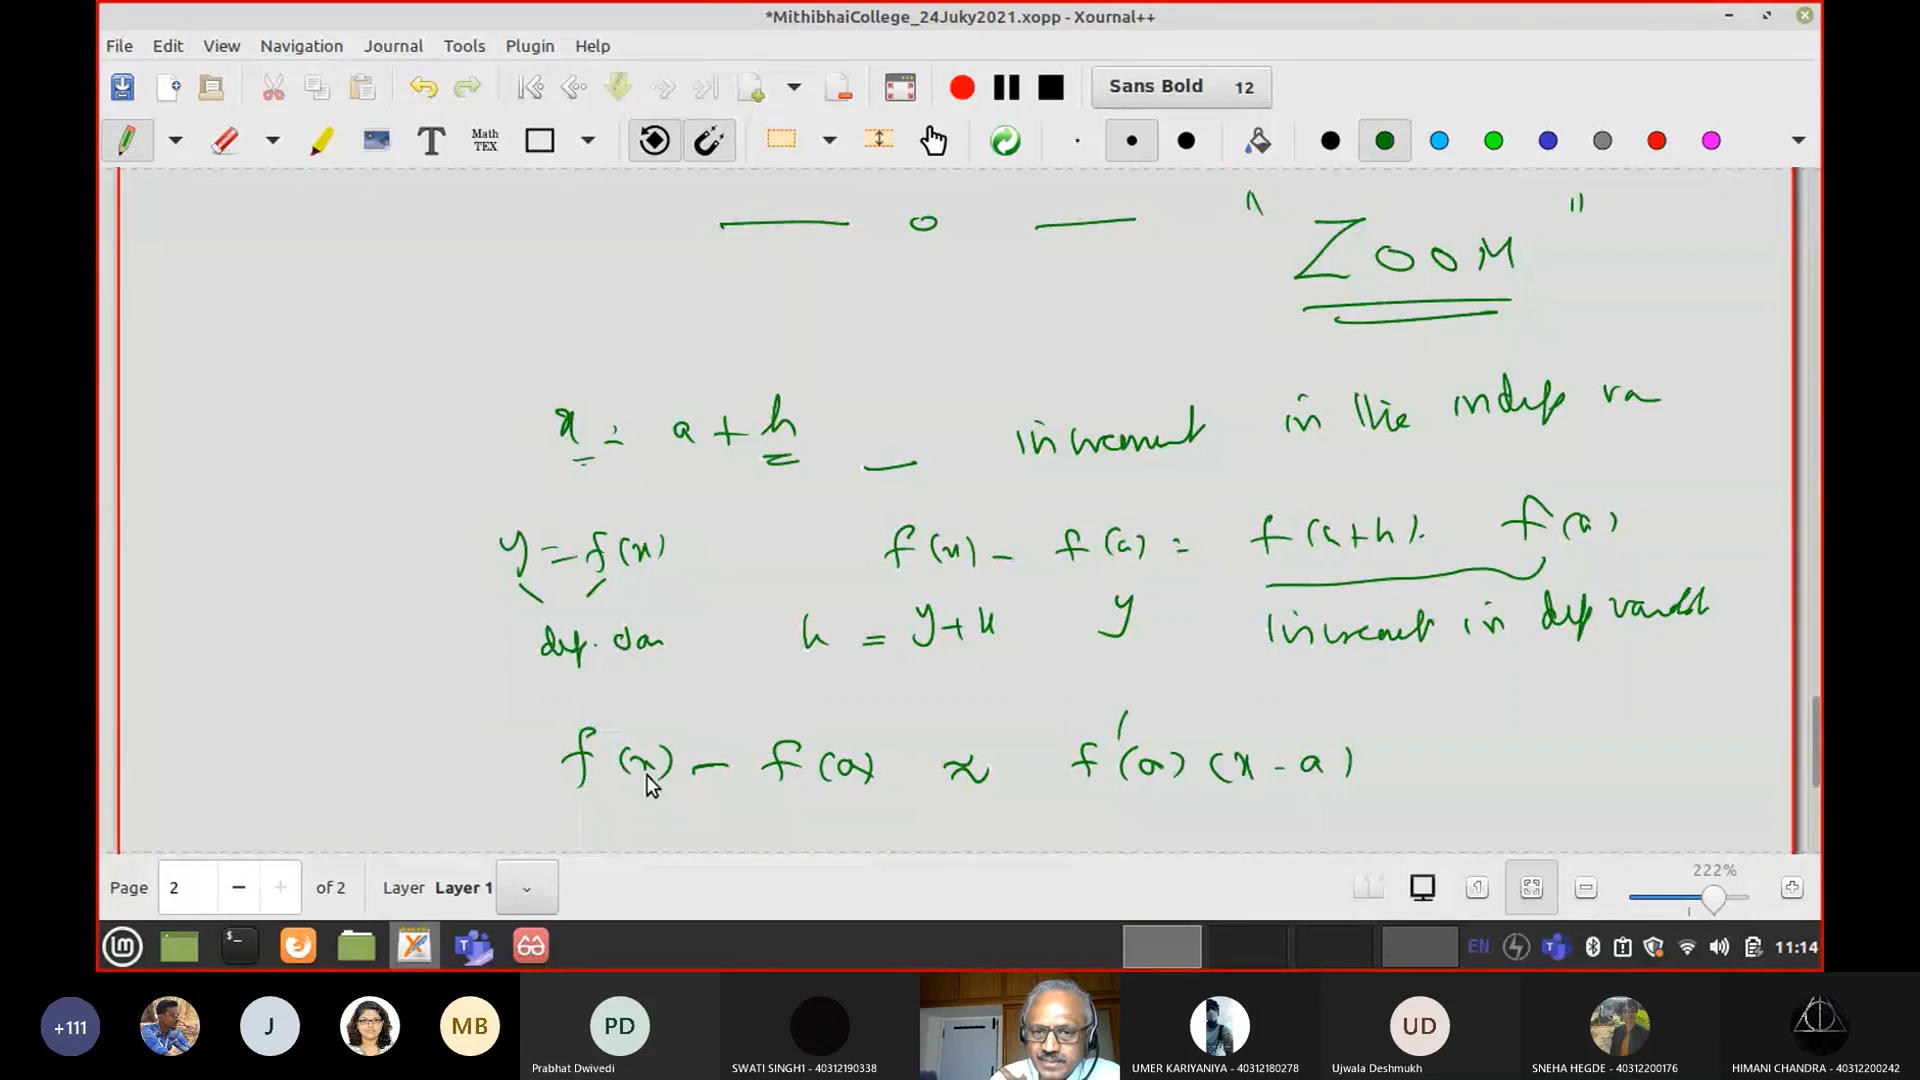 *MithibhaiCollege_24Juky2021.xopp - Xournal++
File Edit View Navigation Journal Tools Plugin Help
Sans Bold 12
T Math TEX
— o — " ZOOM "
x = a + h — increment in the indep va
y = f(x) f(x) - f(a) = f(a+h). f(a)
dep. var k = y+k y increment in dep variabl
f(x) - f(a) ≈ f'(a) (x - a)
Page 2 of 2 Layer Layer 1 222%
EN 11:14
+111 J MB PD UD
Prabhat Dwivedi SWATI SINGH1 - 40312190338 UMER KARIYANIYA - 40312180278 Ujwala Deshmukh SNEHA HEGDE - 40312200176 HIMANI CHANDRA - 40312200242